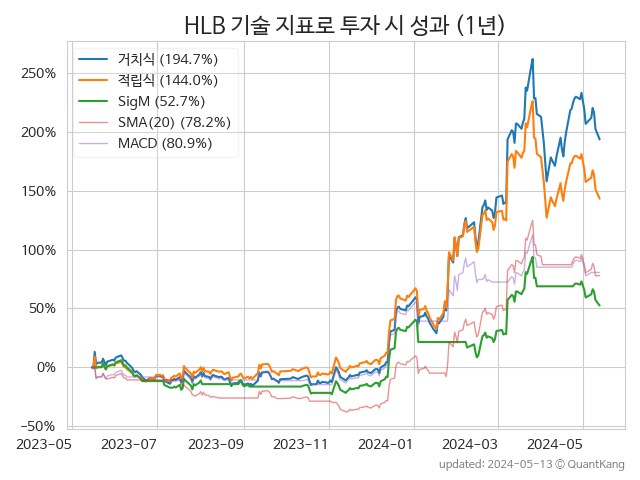 HLB 기술 지표로 투자 시 성과 (1년)
거치식 (194.7%)
적립식 (144.0%)
SigM (52.7%)
SMA(20) (78.2%)
MACD (80.9%)
250%
200%
150%
100%
50%
0%
−50%
2023-05 2023-07 2023-09 2023-11 2024-01 2024-03 2024-05
updated: 2024-05-13 © QuantKang